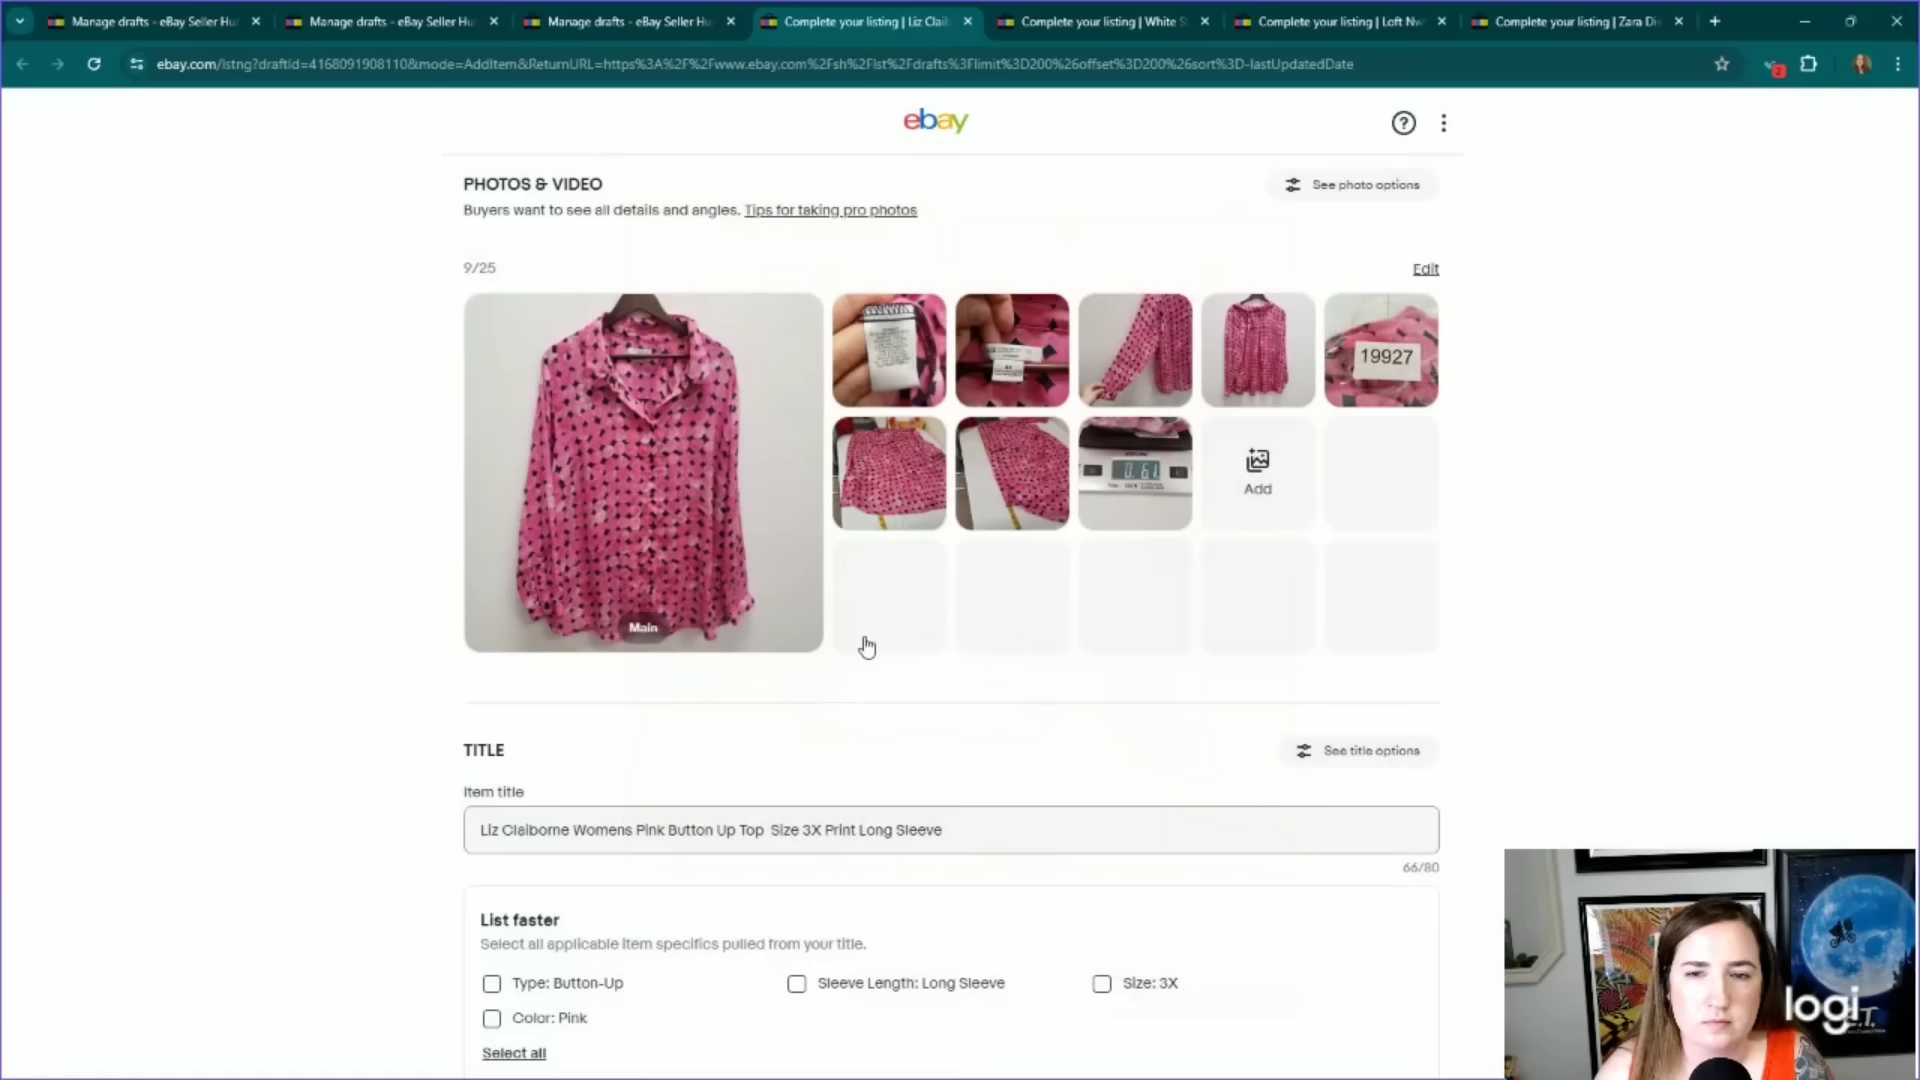 Manage drafts - eBay Seller Hu
Manage drafts - eBay Seller Hu
Manage drafts - eBay Seller Hu
Complete your listing | Liz Claib
Complete your listing | White S
Complete your listing | Loft Nw
Complete your listing | Zara Di
ebay.com/lstng?draftId=4168091908110&mode=AddItem&ReturnURL=https%3A%2F%2Fwww.ebay.com%2Fsh%2Flst%2Fdrafts%3Flimit%3D200%26offset%3D200%26sort%3D-lastUpdatedDate
2
ebay
PHOTOS & VIDEO
See photo options
Buyers want to see all details and angles. Tips for taking pro photos
9/25
Edit
19927
0.61
Add
Main
TITLE
See title options
Item title
Liz Claiborne Womens Pink Button Up Top  Size 3X Print Long Sleeve
66/80
List faster
Select all applicable item specifics pulled from your title.
Type: Button-Up
Sleeve Length: Long Sleeve
Size: 3X
Color: Pink
Select all
logi
E.T.